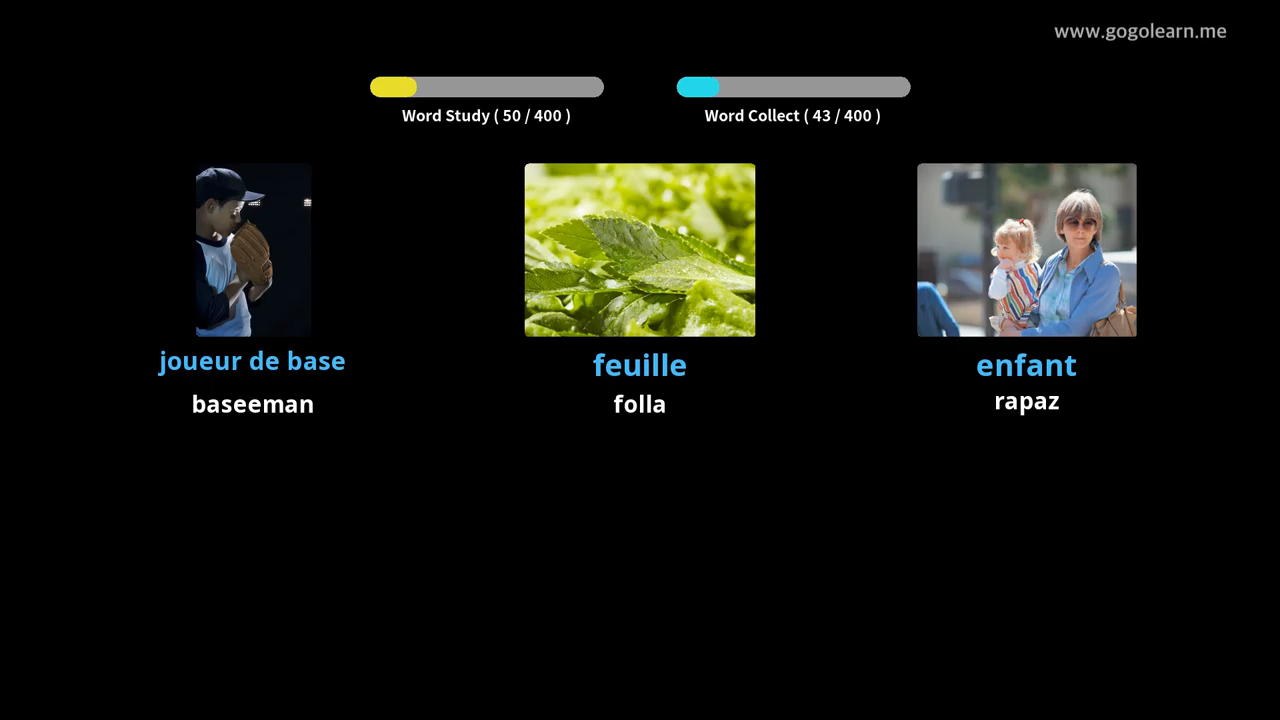 www.gogolearn.me
Word Study ( 50 / 400 )
Word Collect ( 43 / 400 )
joueur de base
feuille
enfant
baseeman
folla
rapaz